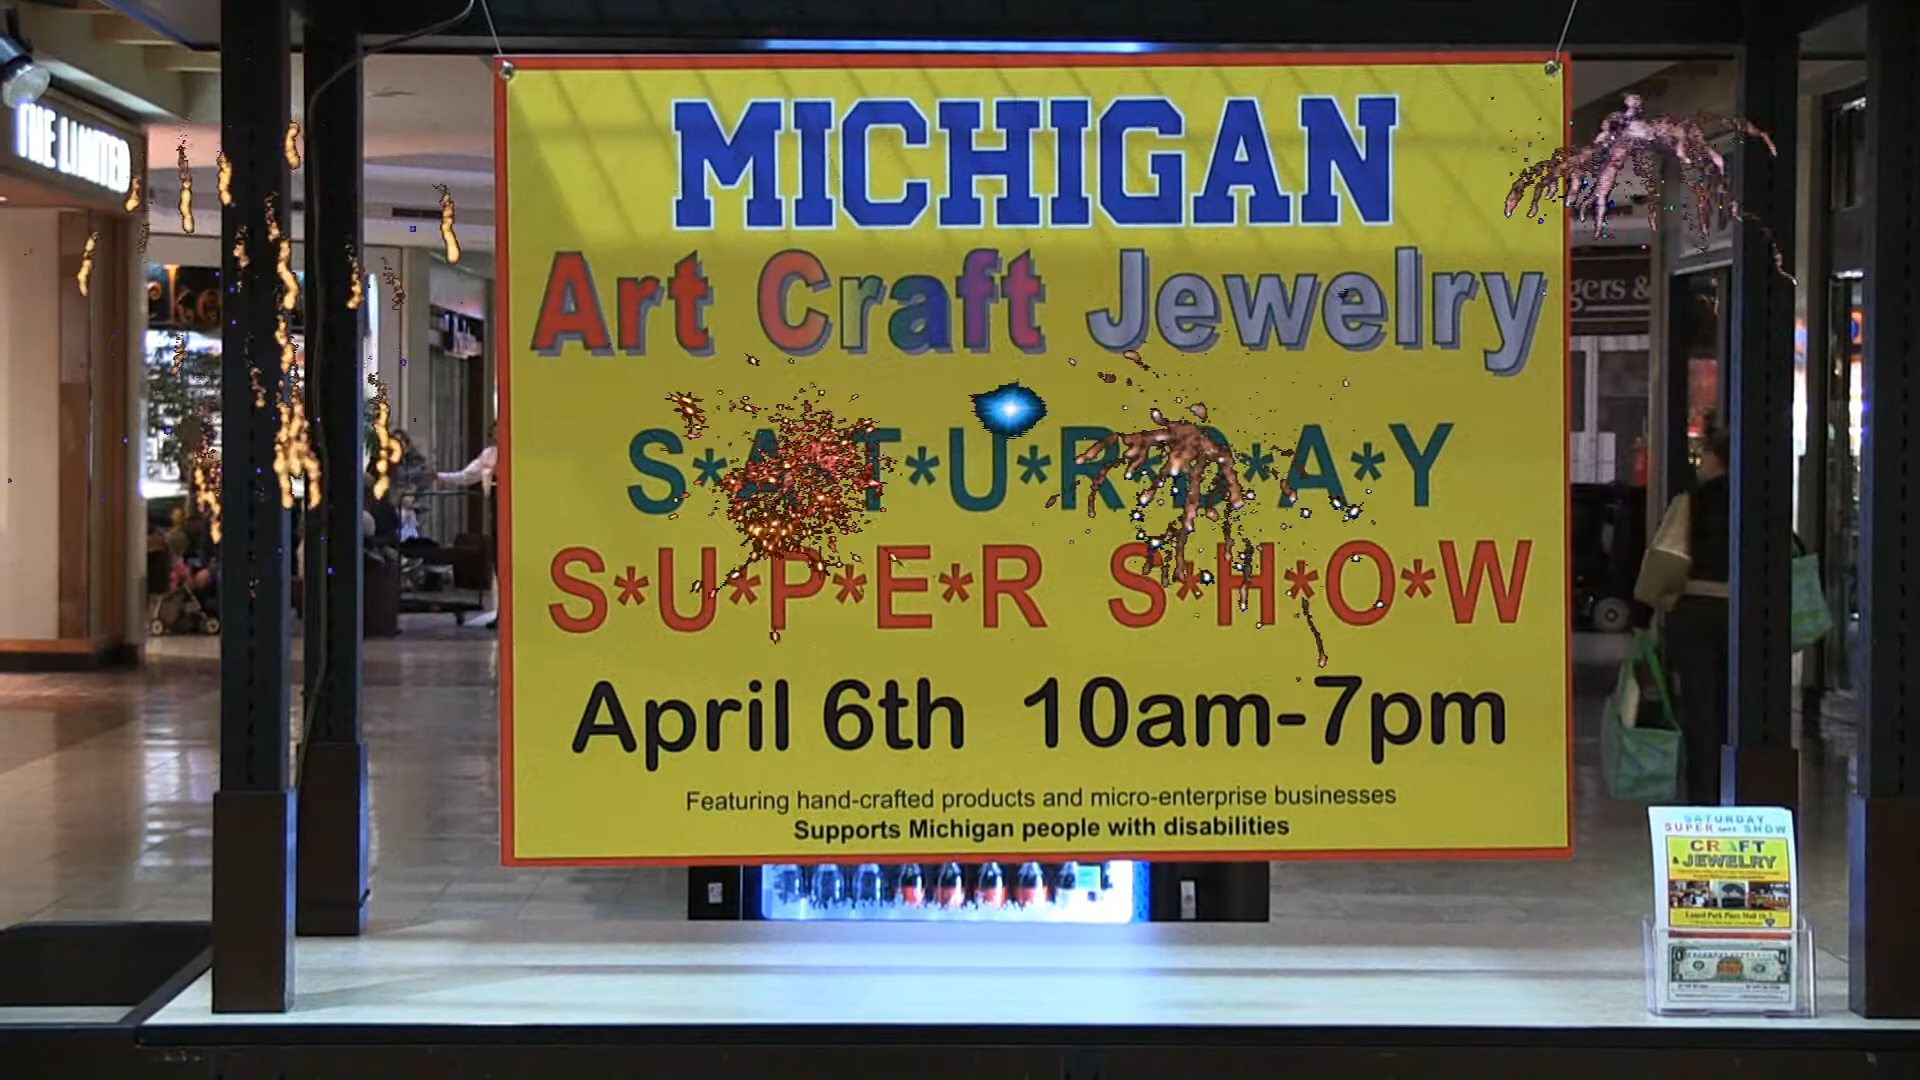 THE LIMITED
MICHIGAN
Art Craft Jewelry
S*A*T*U*R*D*A*Y
S*U*P*E*R S*H*O*W
April 6th 10am-7pm
Featuring hand-crafted products and micro-enterprise businesses
Supports Michigan people with disabilities
gers &
SATURDAY
SUPER SHOW
CRAFT
& JEWELRY